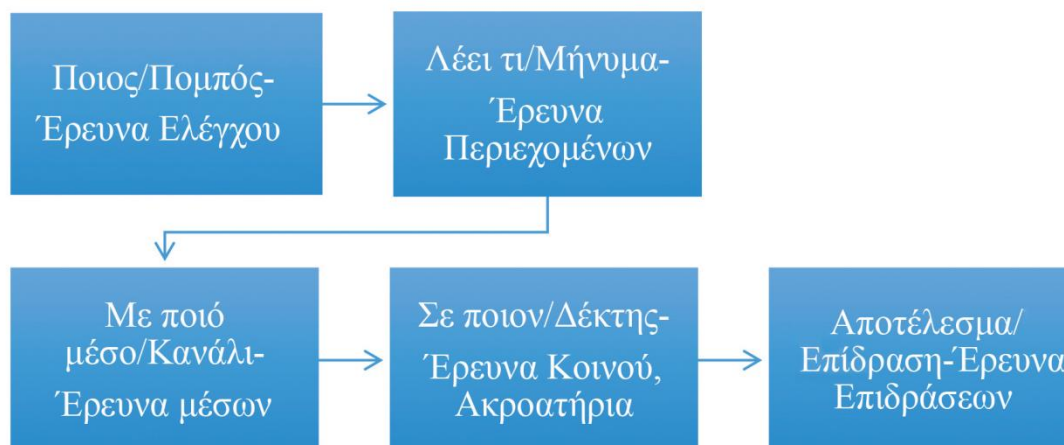 Ποιος/Πομπός-
Έρευνα Ελέγχου
Λέει τι/Μήνυμα-
Έρευνα
Περιεχομένων
Με ποιό
μέσο/Κανάλι-
Έρευνα μέσων
Σε ποιον/Δέκτης-
Έρευνα Κοινού,
Ακροατήρια
Αποτέλεσμα/
Επίδραση-Έρευνα
Επιδράσεων